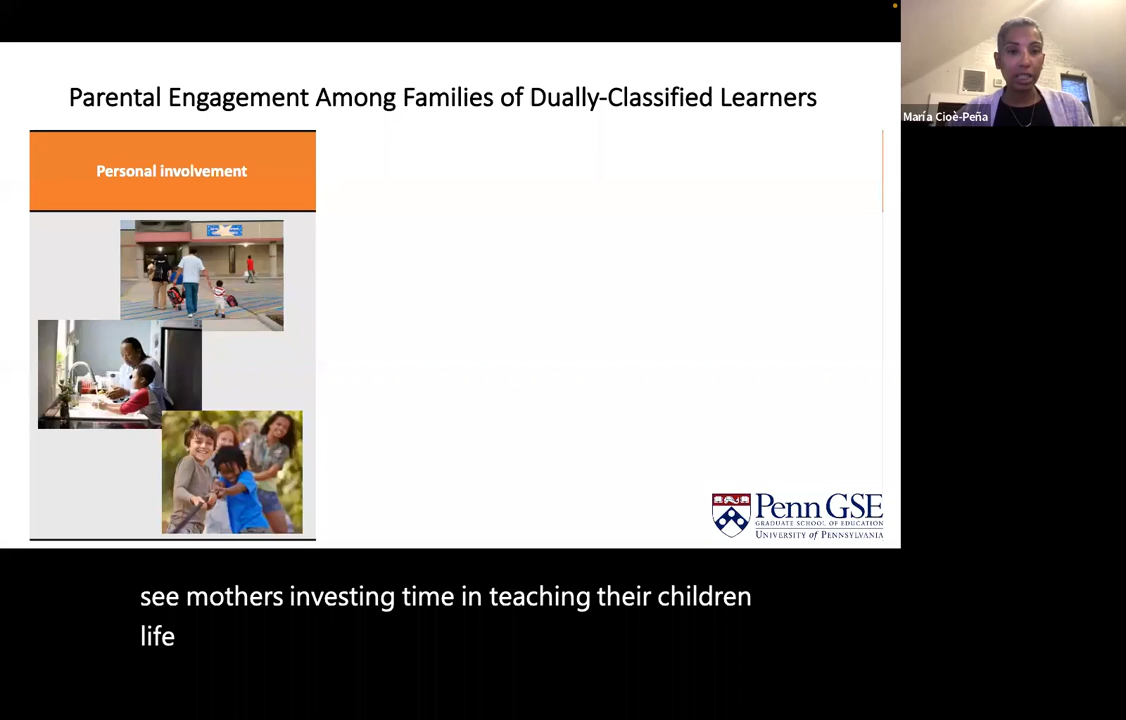 Parental Engagement Among Families of Dually-Classified Learners
María Cioè-Peña
Personal involvement
Penn GSE
GRADUATE SCHOOL OF EDUCATION
UNIVERSITY of PENNSYLVANIA
see mothers investing time in teaching their children
life